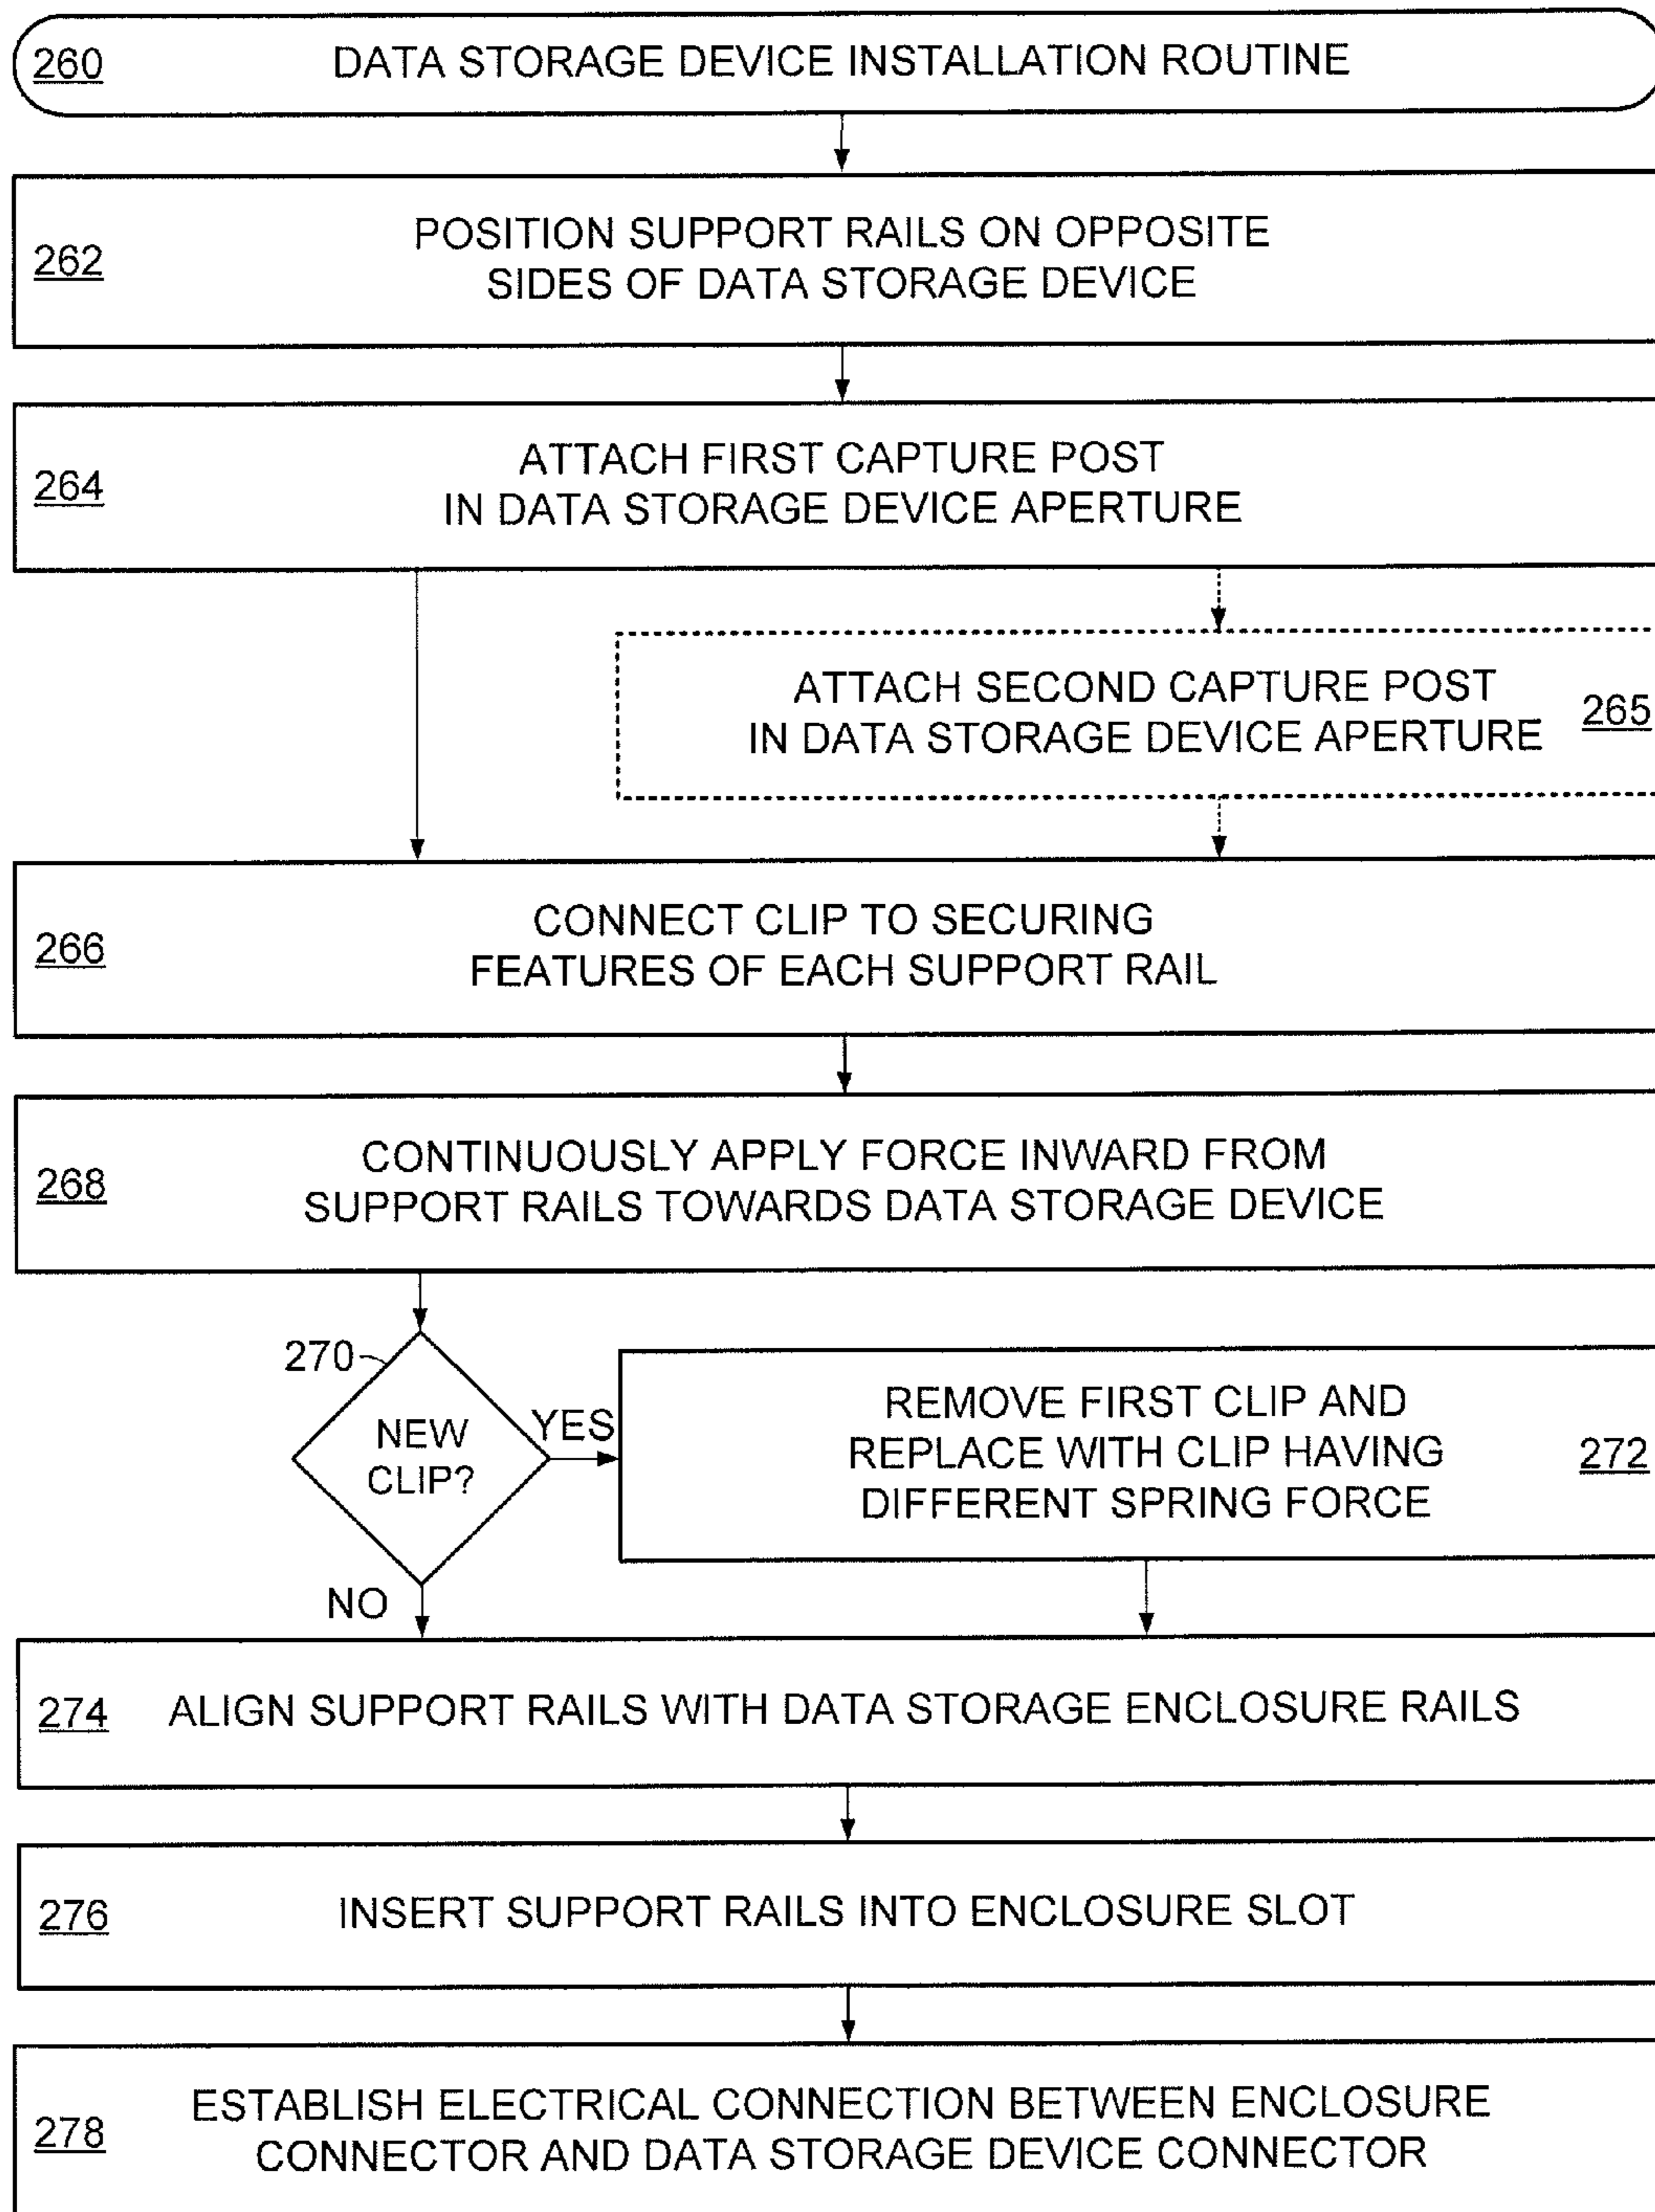 260
DATA STORAGE DEVICE INSTALLATION ROUTINE
262
POSITION SUPPORT RAILS ON OPPOSITE
SIDES OF DATA STORAGE DEVICE
264
ATTACH FIRST CAPTURE POST
IN DATA STORAGE DEVICE APERTURE
ATTACH SECOND CAPTURE POST
IN DATA STORAGE DEVICE APERTURE
265
266
CONNECT CLIP TO SECURING
FEATURES OF EACH SUPPORT RAIL
268
CONTINUOUSLY APPLY FORCE INWARD FROM
SUPPORT RAILS TOWARDS DATA STORAGE DEVICE
270
NEW
CLIP?
YES
NO
REMOVE FIRST CLIP AND
REPLACE WITH CLIP HAVING
DIFFERENT SPRING FORCE
272
274
ALIGN SUPPORT RAILS WITH DATA STORAGE ENCLOSURE RAILS
276
INSERT SUPPORT RAILS INTO ENCLOSURE SLOT
278
ESTABLISH ELECTRICAL CONNECTION BETWEEN ENCLOSURE
CONNECTOR AND DATA STORAGE DEVICE CONNECTOR